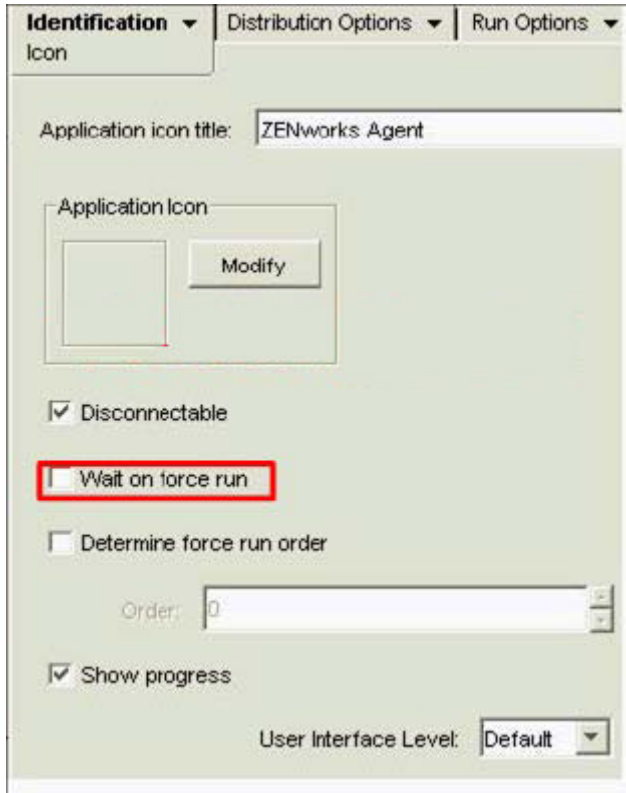 Identification Distribution Options Run Options
Icon
Application icon title: ZENworks Agent
Application Icon
Modify
Disconnectable
Wait on force run
Determine force run order
Order: 0
Show progress
User Interface Level: Default